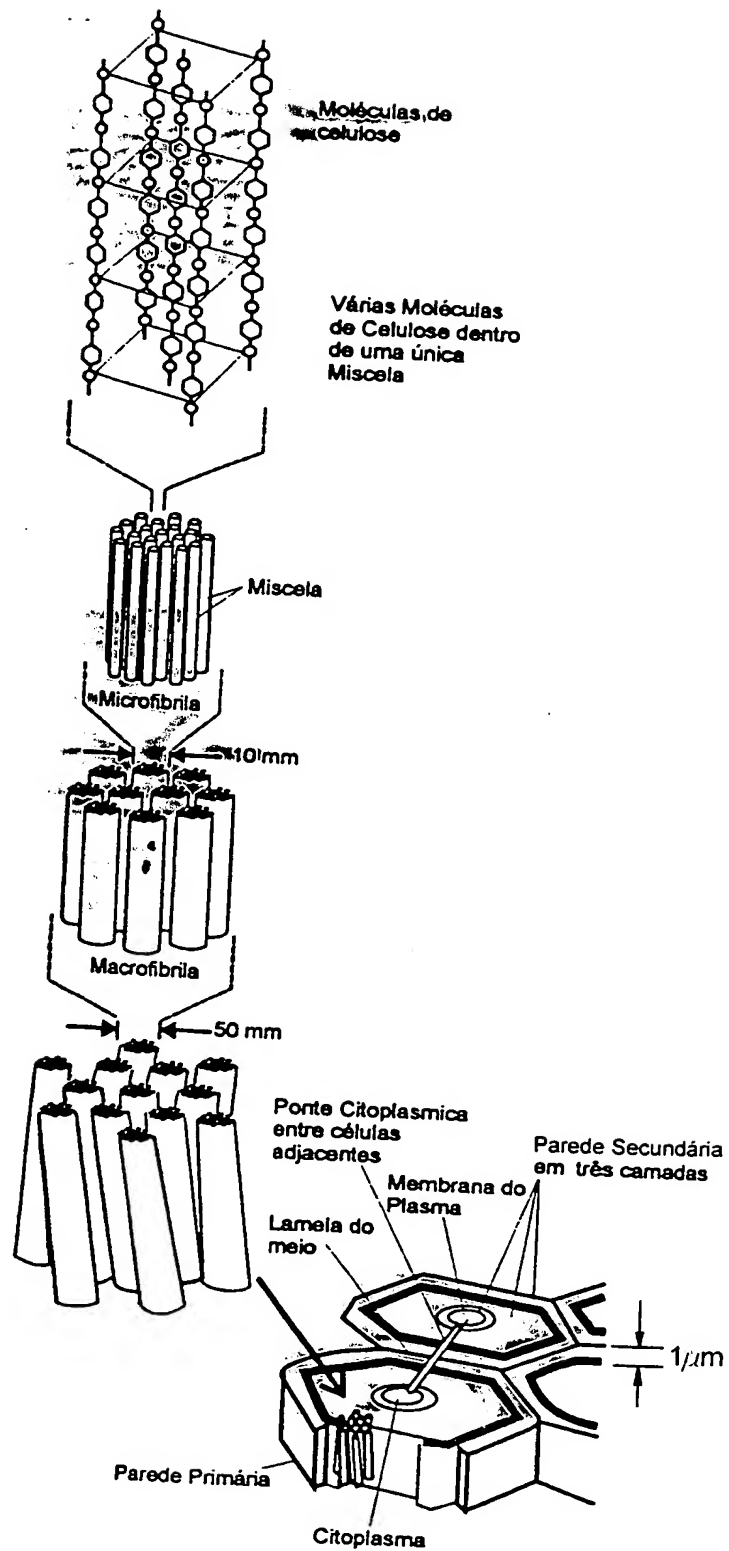 Moléculas de
celulose
Várias Moléculas
de Celulose dentro
de uma única
Miscela
Miscela
Microfibrila
10 mm
Macrofibrila
50 mm
Ponte Citoplasmica
entre células
adjacentes
Parede Secundária
em três camadas
Membrana do
Plasma
Lamela do
meio
1μm
Parede Primária
Citoplasma